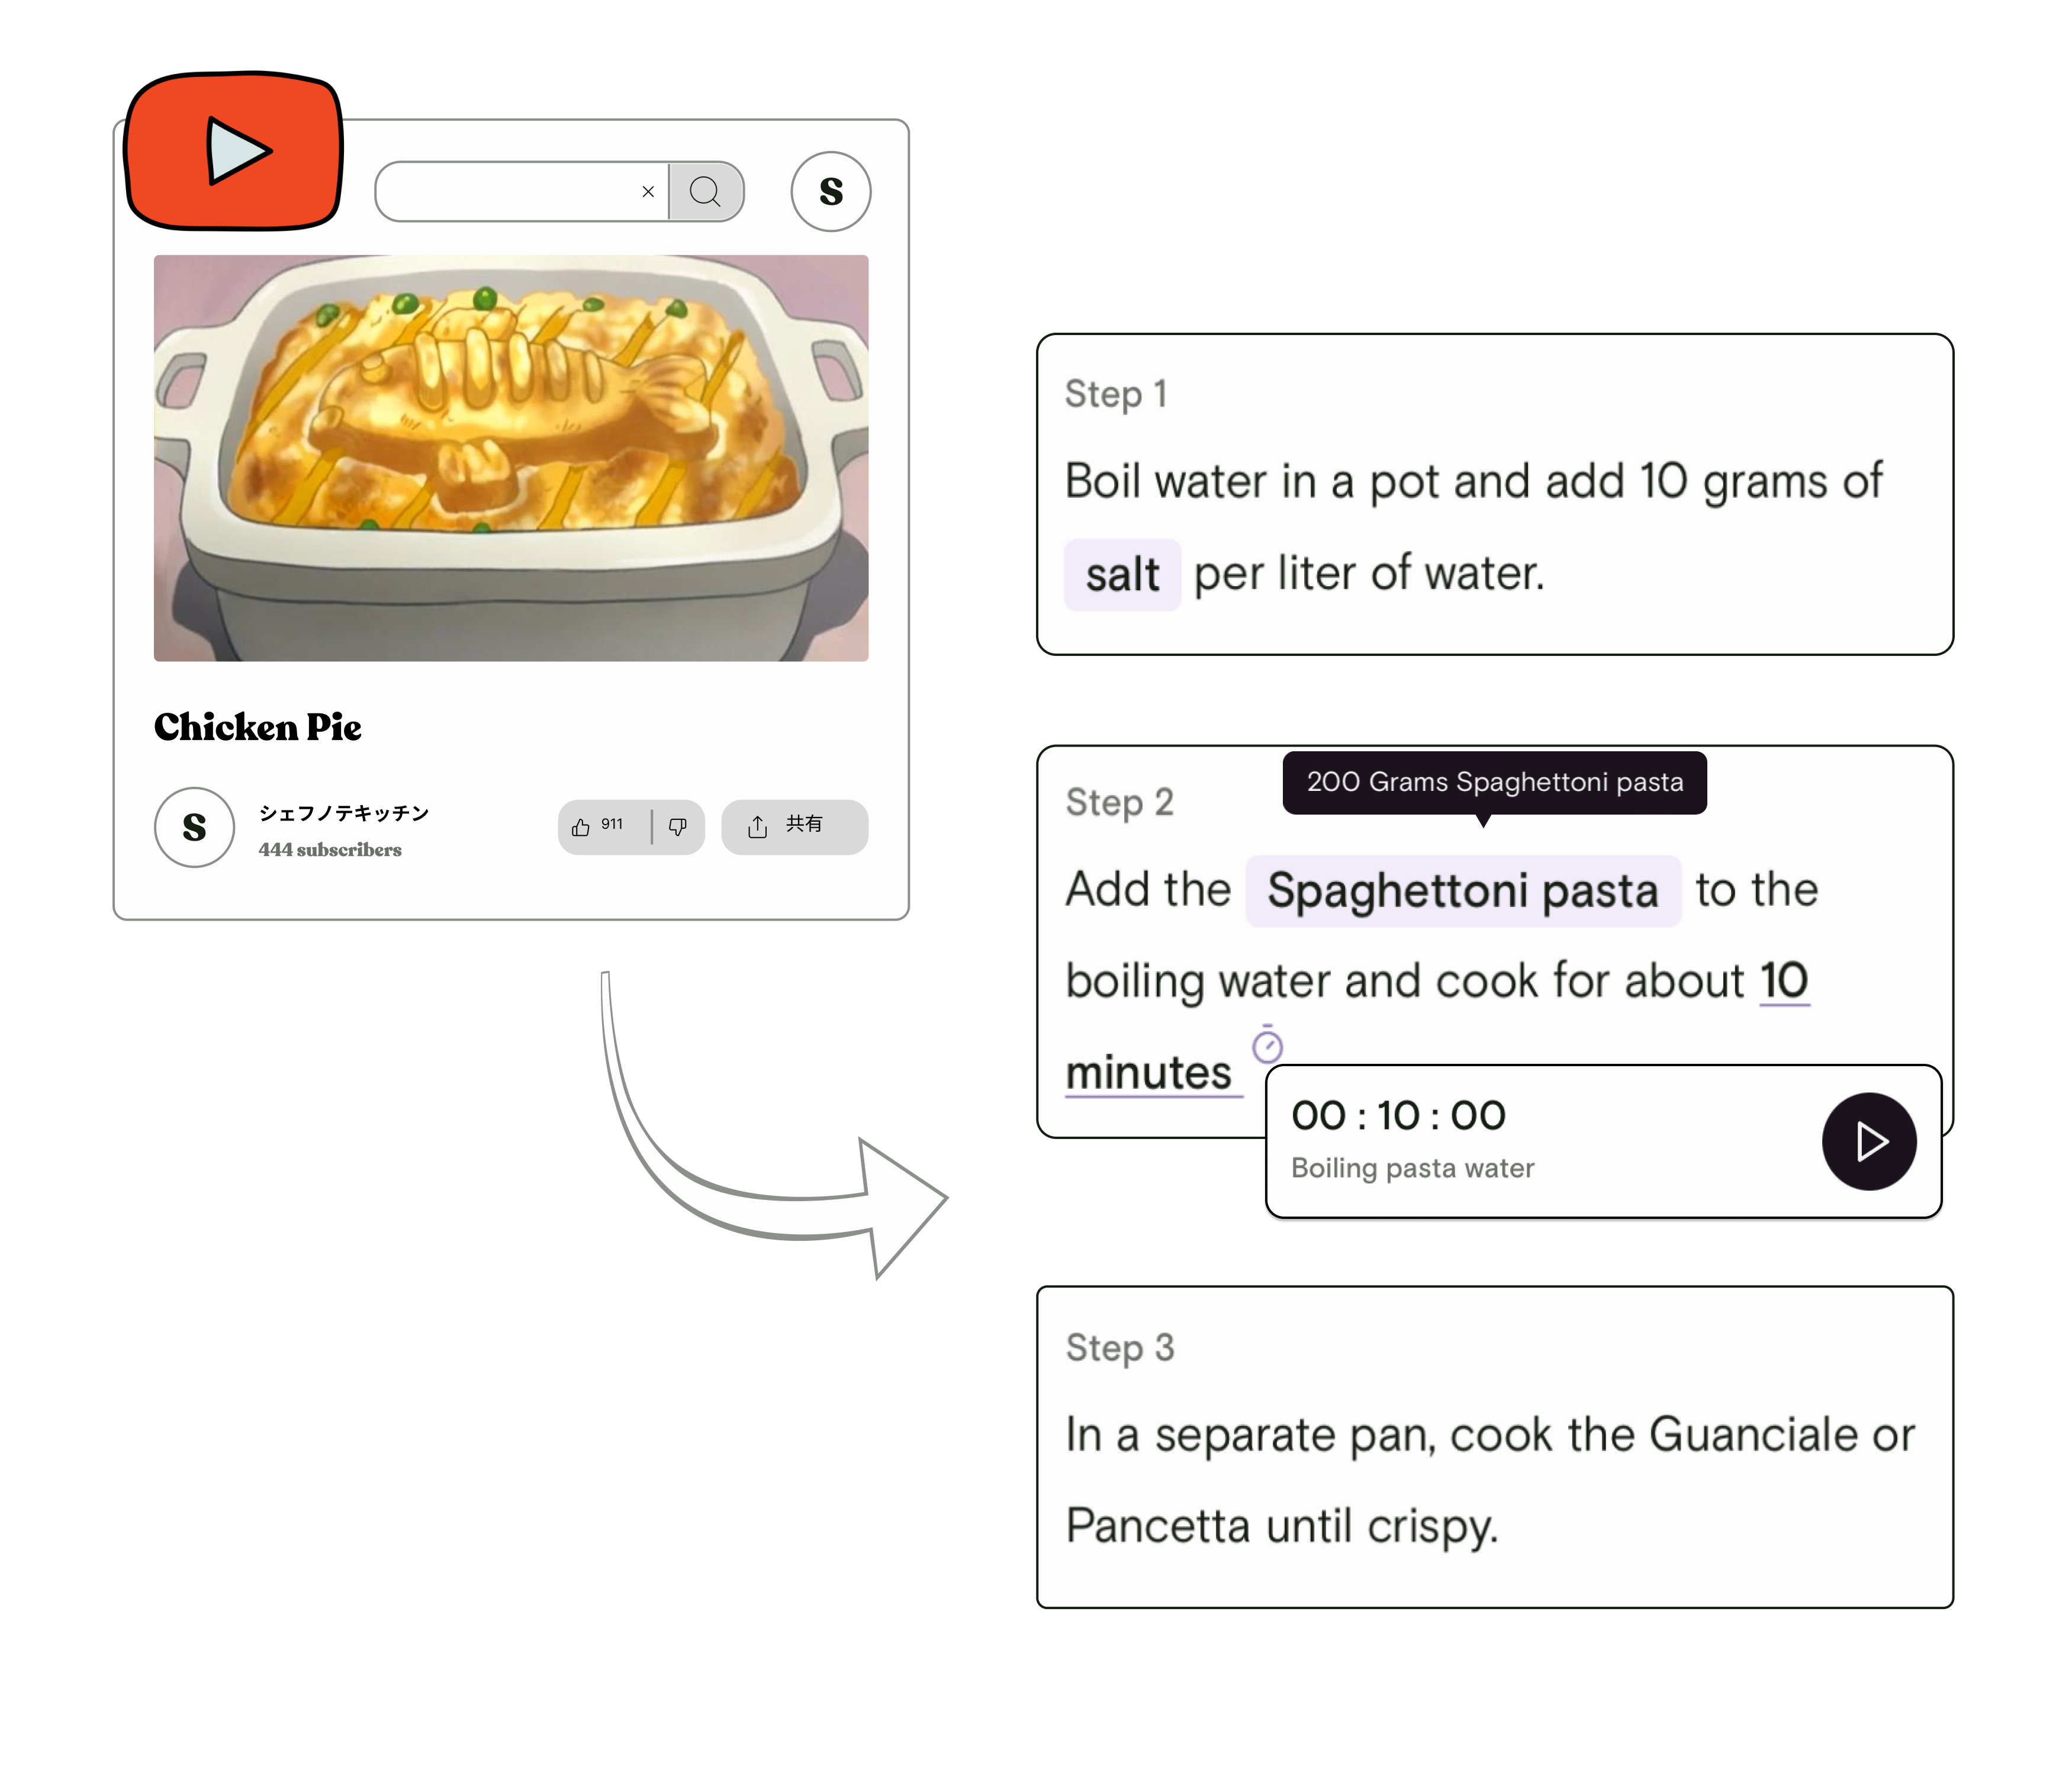 S
Chicken Pie
S
シェフノテキッチン
444 subscribers
911
共有
Step 1
Boil water in a pot and add 10 grams of
salt per liter of water.
200 Grams Spaghettoni pasta
Step 2
Add the Spaghettoni pasta to the
boiling water and cook for about 10
minutes
00 : 10 : 00
Boiling pasta water
Step 3
In a separate pan, cook the Guanciale or
Pancetta until crispy.